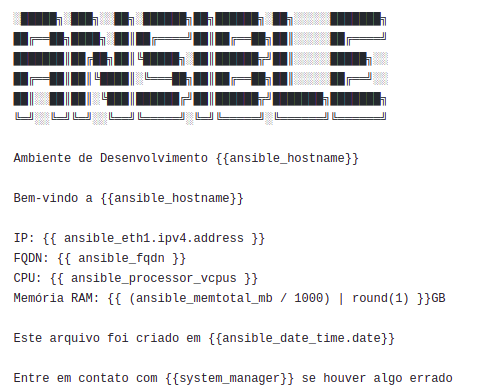 ANSIBLE
Ambiente de Desenvolvimento {{ansible_hostname}}
Bem-vindo a {{ansible_hostname}}
IP: {{ ansible_eth1.ipv4.address }}
FQDN: {{ ansible_fqdn }}
CPU: {{ ansible_processor_vcpus }}
Memória RAM: {{ (ansible_memtotal_mb / 1000) | round(1) }}GB
Este arquivo foi criado em {{ansible_date_time.date}}
Entre em contato com {{system_manager}} se houver algo errado